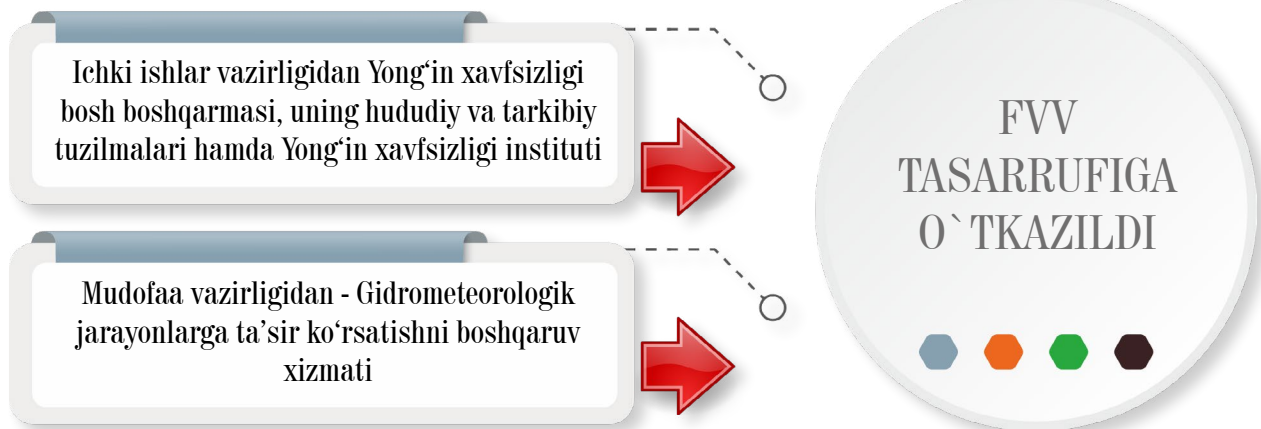 Ichki ishlar vazirligidan Yong‘in xavfsizligi
bosh boshqarmasi, uning hududiy va tarkibiy
tuzilmalari hamda Yong‘in xavfsizligi instituti
Mudofaa vazirligidan - Gidrometeorologik
jarayonlarga ta’sir ko‘rsatishni boshqaruv
xizmati
FVV
TASARRUFIGA
O` TKAZILDI